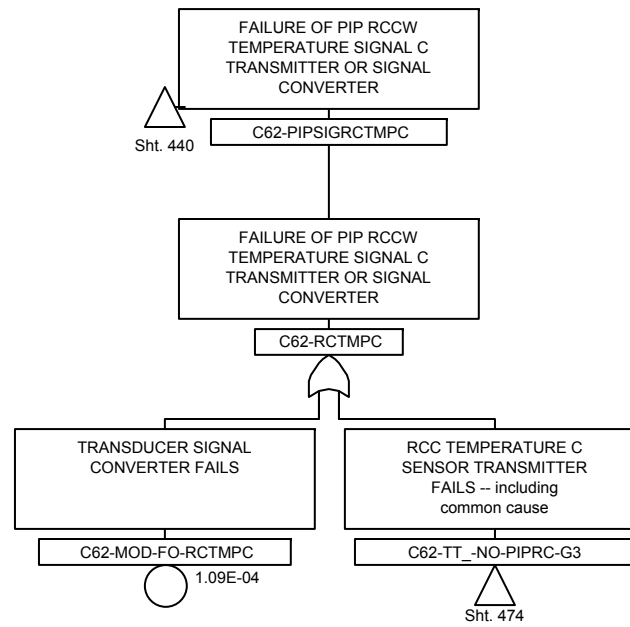 FAILURE OF PIP RCCW
TEMPERATURE SIGNAL C
TRANSMITTER OR SIGNAL
CONVERTER
C62-PIPSIGRCTMPC
Sht. 440
FAILURE OF PIP RCCW
TEMPERATURE SIGNAL C
TRANSMITTER OR SIGNAL
CONVERTER
C62-RCTMPC
TRANSDUCER SIGNAL
CONVERTER FAILS
C62-MOD-FO-RCTMPC
1.09E-04
RCC TEMPERATURE C
SENSOR TRANSMITTER
FAILS -- including
common cause
C62-TT_-NO-PIPRC-G3
Sht. 474